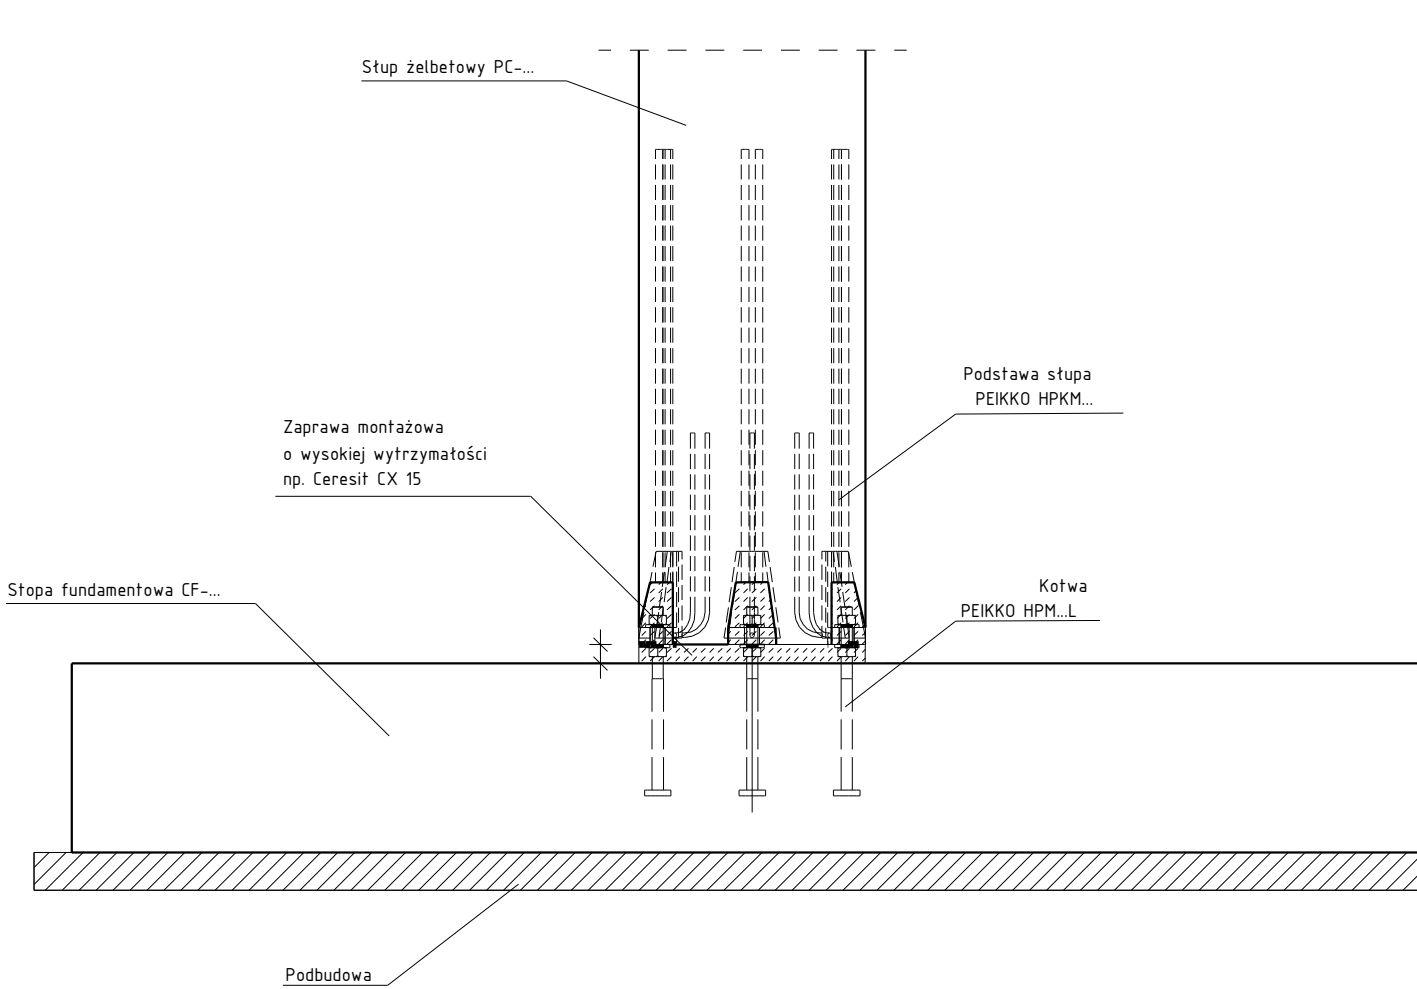 Słup żelbetowy PC-...
Podstawa słupa
PEIKKO HPKM...
Zaprawa montażowa
o wysokiej wytrzymałości
np. Ceresit CX 15
Kotwa
PEIKKO HPM...L
Stopa fundamentowa CF-...
Podbudowa